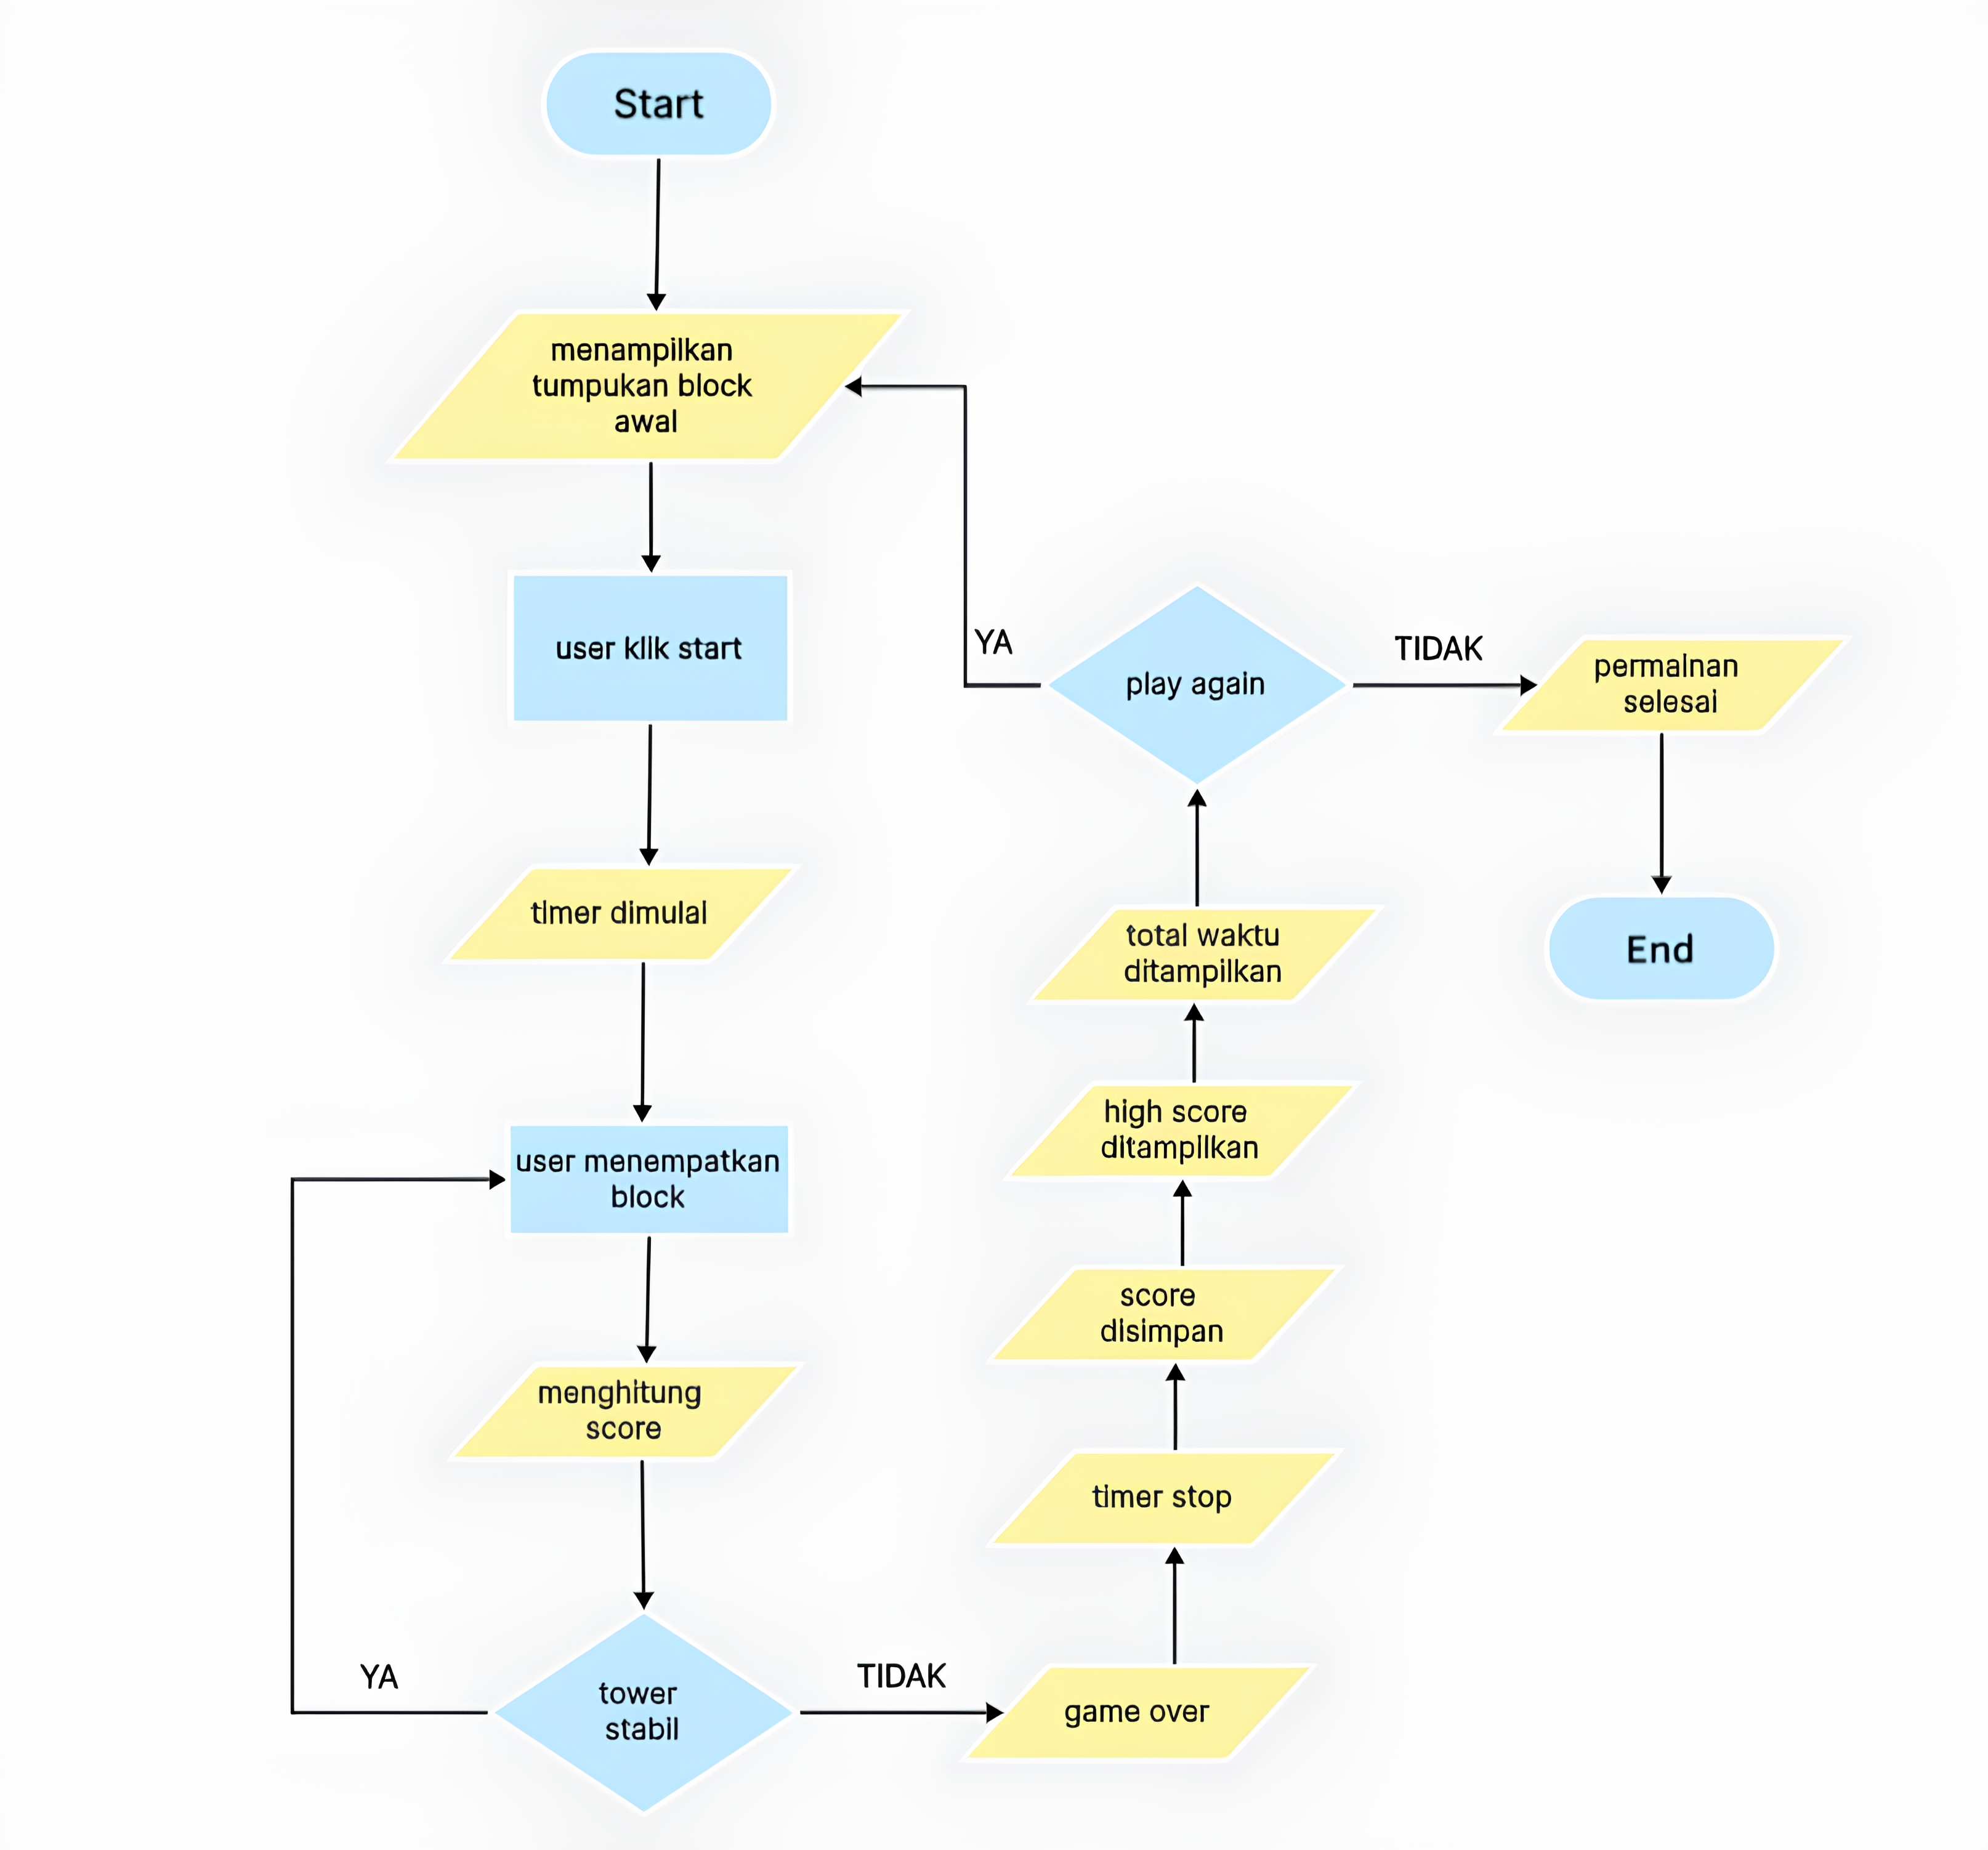 Start
menampilkan
tumpukan block
awal
user klik start
timer dimulai
user menempatkan
block
menghitung
score
tower
stabil
YA
TIDAK
game over
timer stop
score
disimpan
high score
ditampilkan
total waktu
ditampilkan
play again
YA
TIDAK
permainan
selesai
End